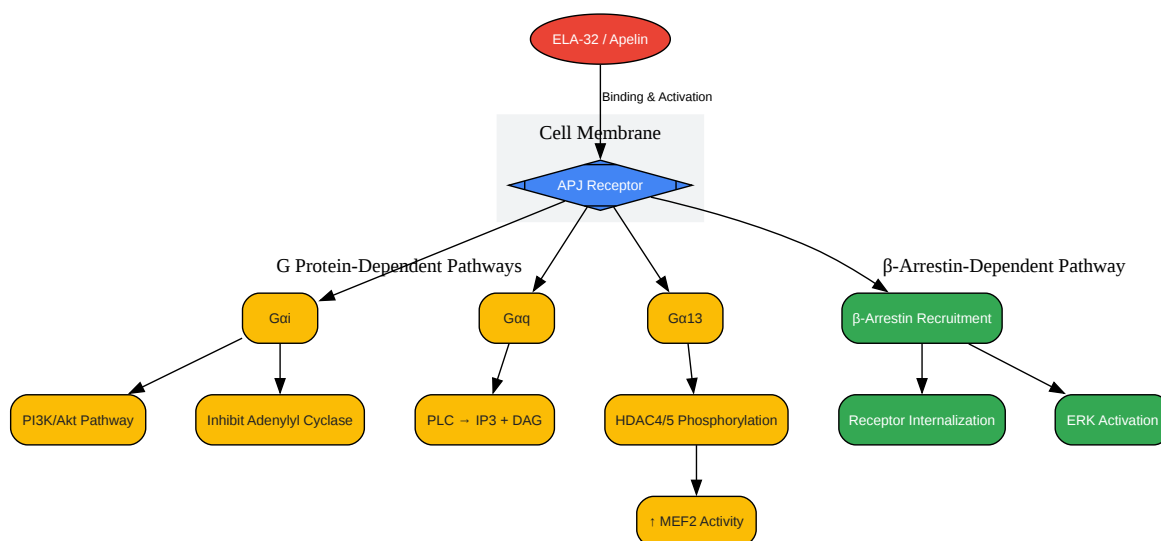 ELA-32 / Apelin
Binding & Activation
Cell Membrane
APJ Receptor
G Protein-Dependent Pathways
β-Arrestin-Dependent Pathway
Gαi
Gαq
Gα13
β-Arrestin Recruitment
PI3K/Akt Pathway
Inhibit Adenylyl Cyclase
PLC → IP3 + DAG
HDAC4/5 Phosphorylation
Receptor Internalization
ERK Activation
↑ MEF2 Activity